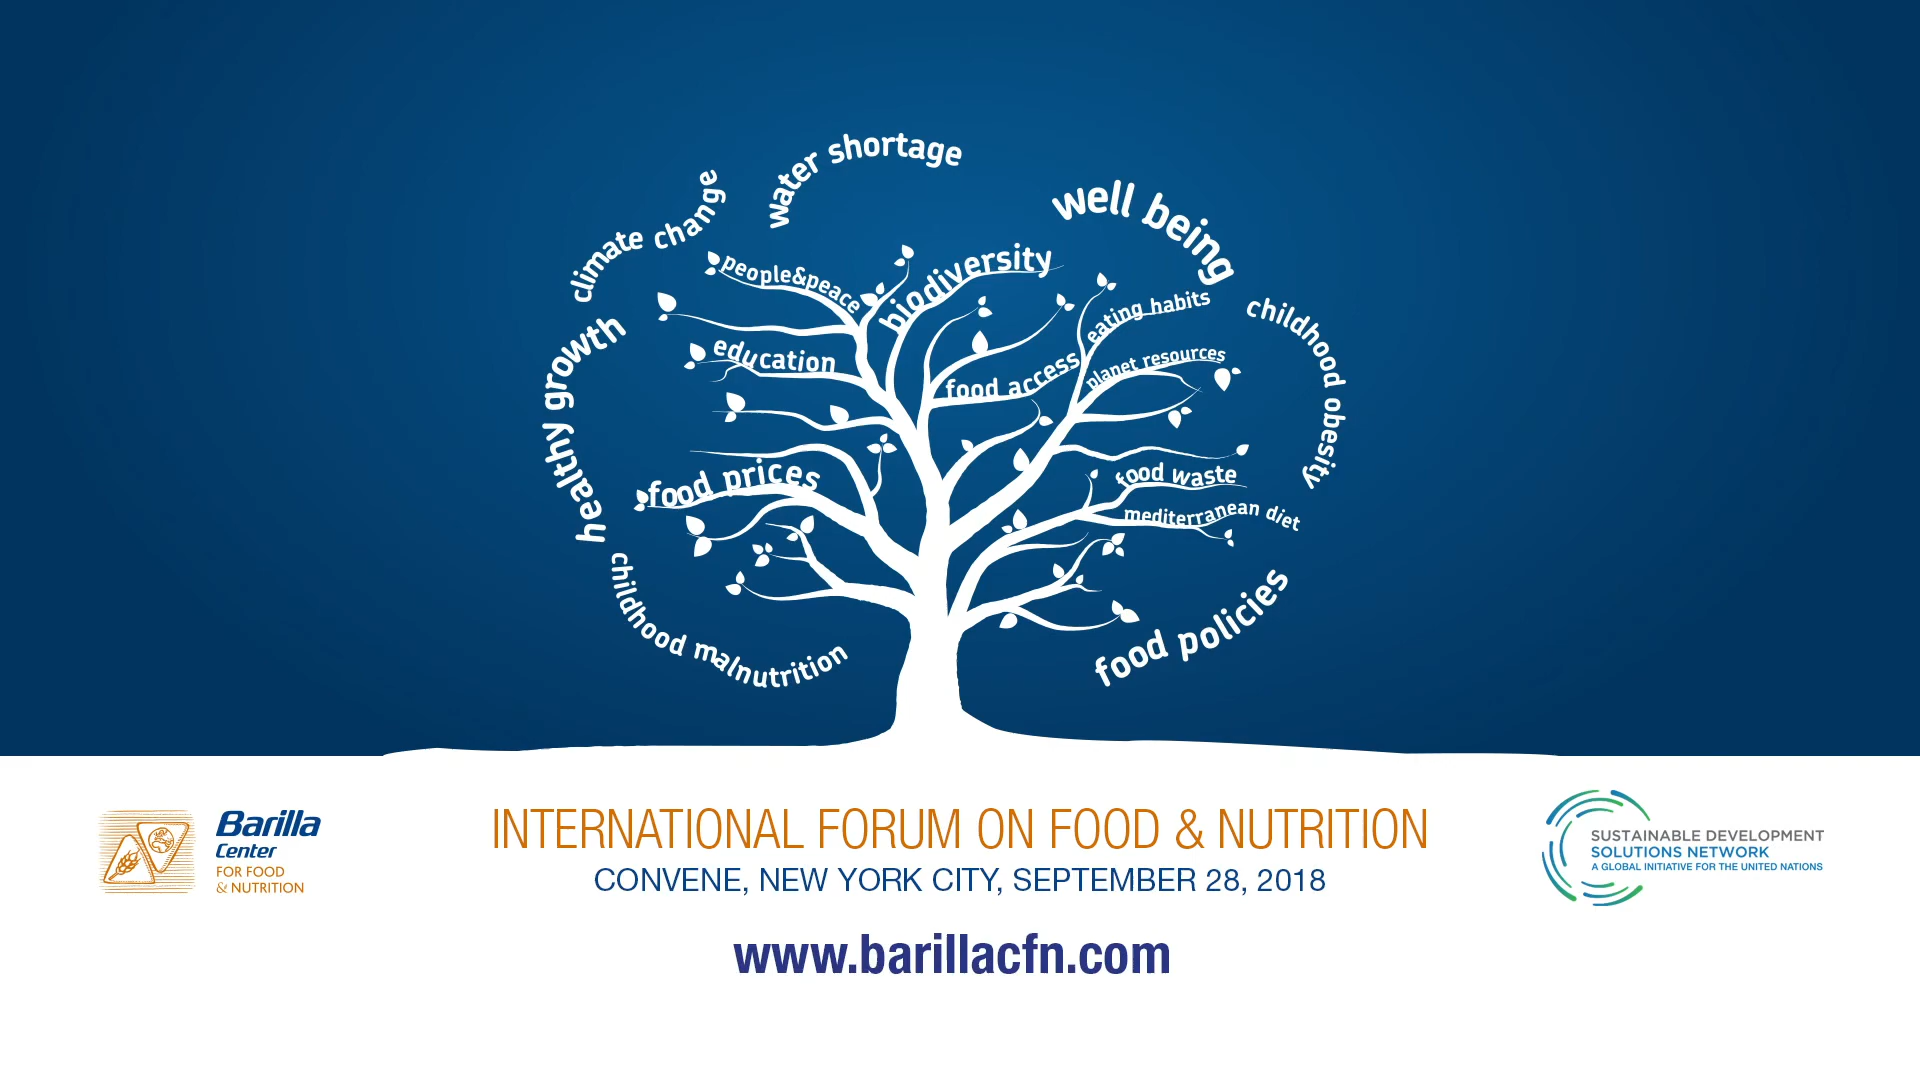 water shortage
climate change
well being
people&peace
biodiversity
eating habits
childhood obesity
healthy growth
education
food access
planet resources
food prices
food waste
mediterranean diet
childhood malnutrition
food policies
Barilla
Center
FOR FOOD
& NUTRITION
INTERNATIONAL FORUM ON FOOD & NUTRITION
CONVENE, NEW YORK CITY, SEPTEMBER 28, 2018
www.barillacfn.com
SUSTAINABLE DEVELOPMENT
SOLUTIONS NETWORK
A GLOBAL INITIATIVE FOR THE UNITED NATIONS